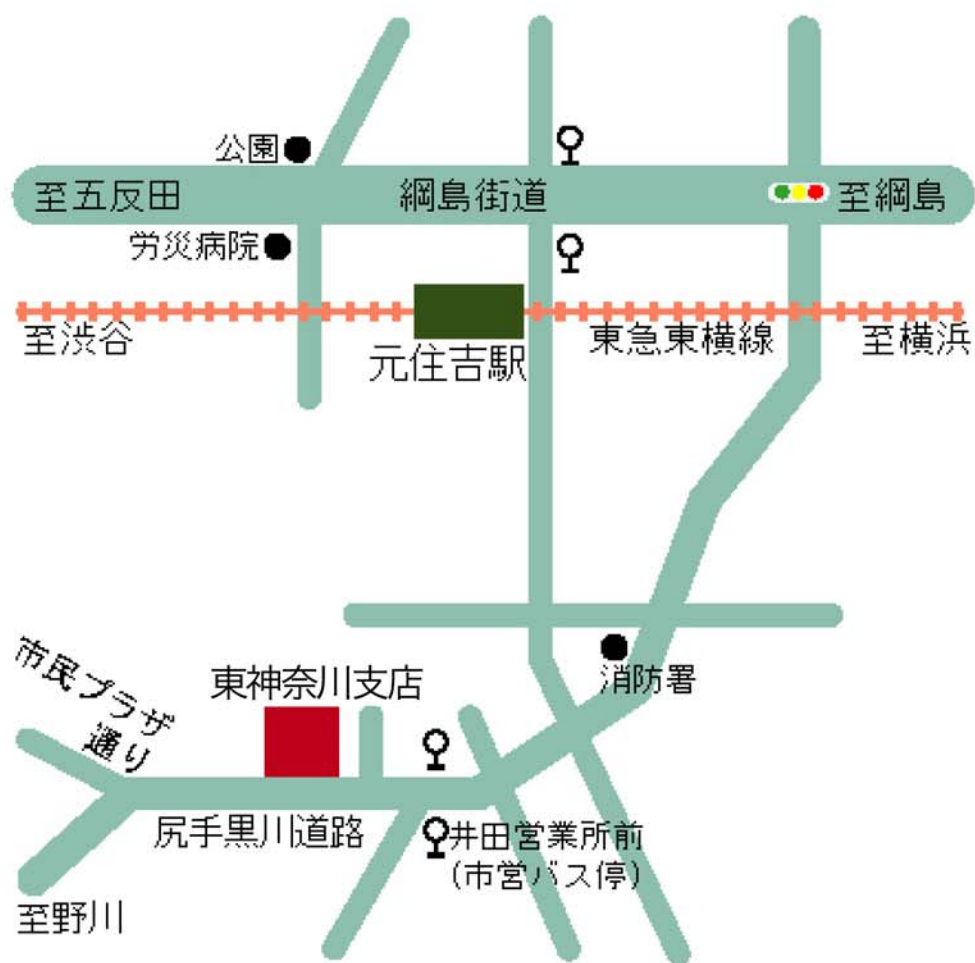 公園
至五反田
綱島街道
至綱島
労災病院
至渋谷
元住吉駅
東急東横線
至横浜
市民プラザ
通り
東神奈川支店
消防署
尻手黒川道路
井田営業所前
(市営バス停)
至野川